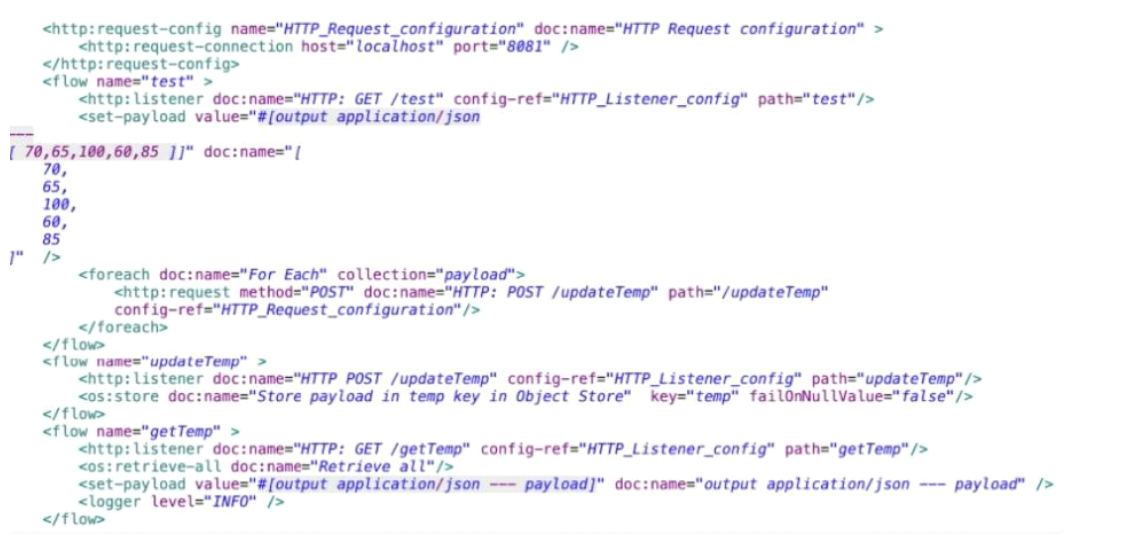 <http:request-config name="HTTP_Request_configuration" doc:name="HTTP Request configuration" >
<http:request-connection host="localhost" port="8081" />
</http:request-config>
<flow name="test" >
<http:listener doc:name="HTTP: GET /test" config-ref="HTTP_Listener_config" path="test"/>
<set-payload value="#[output application/json
---
[ 70,65,100,60,85 ]]" doc:name="[
70,
65,
100,
60,
85
]" />
<foreach doc:name="For Each" collection="payload">
<http:request method="POST" doc:name="HTTP: POST /updateTemp" path="/updateTemp"
config-ref="HTTP_Request_configuration"/>
</foreach>
</flow>
<flow name="updateTemp" >
<http:listener doc:name="HTTP POST /updateTemp" config-ref="HTTP_Listener_config" path="updateTemp"/>
<os:store doc:name="Store payload in temp key in Object Store" key="temp" failOnNullValue="false"/>
</flow>
<flow name="getTemp" >
<http:listener doc:name="HTTP: GET /getTemp" config-ref="HTTP_Listener_config" path="getTemp"/>
<os:retrieve-all doc:name="Retrieve all"/>
<set-payload value="#[output application/json --- payload]" doc:name="output application/json --- payload" />
<logger level="INFO" />
</flow>